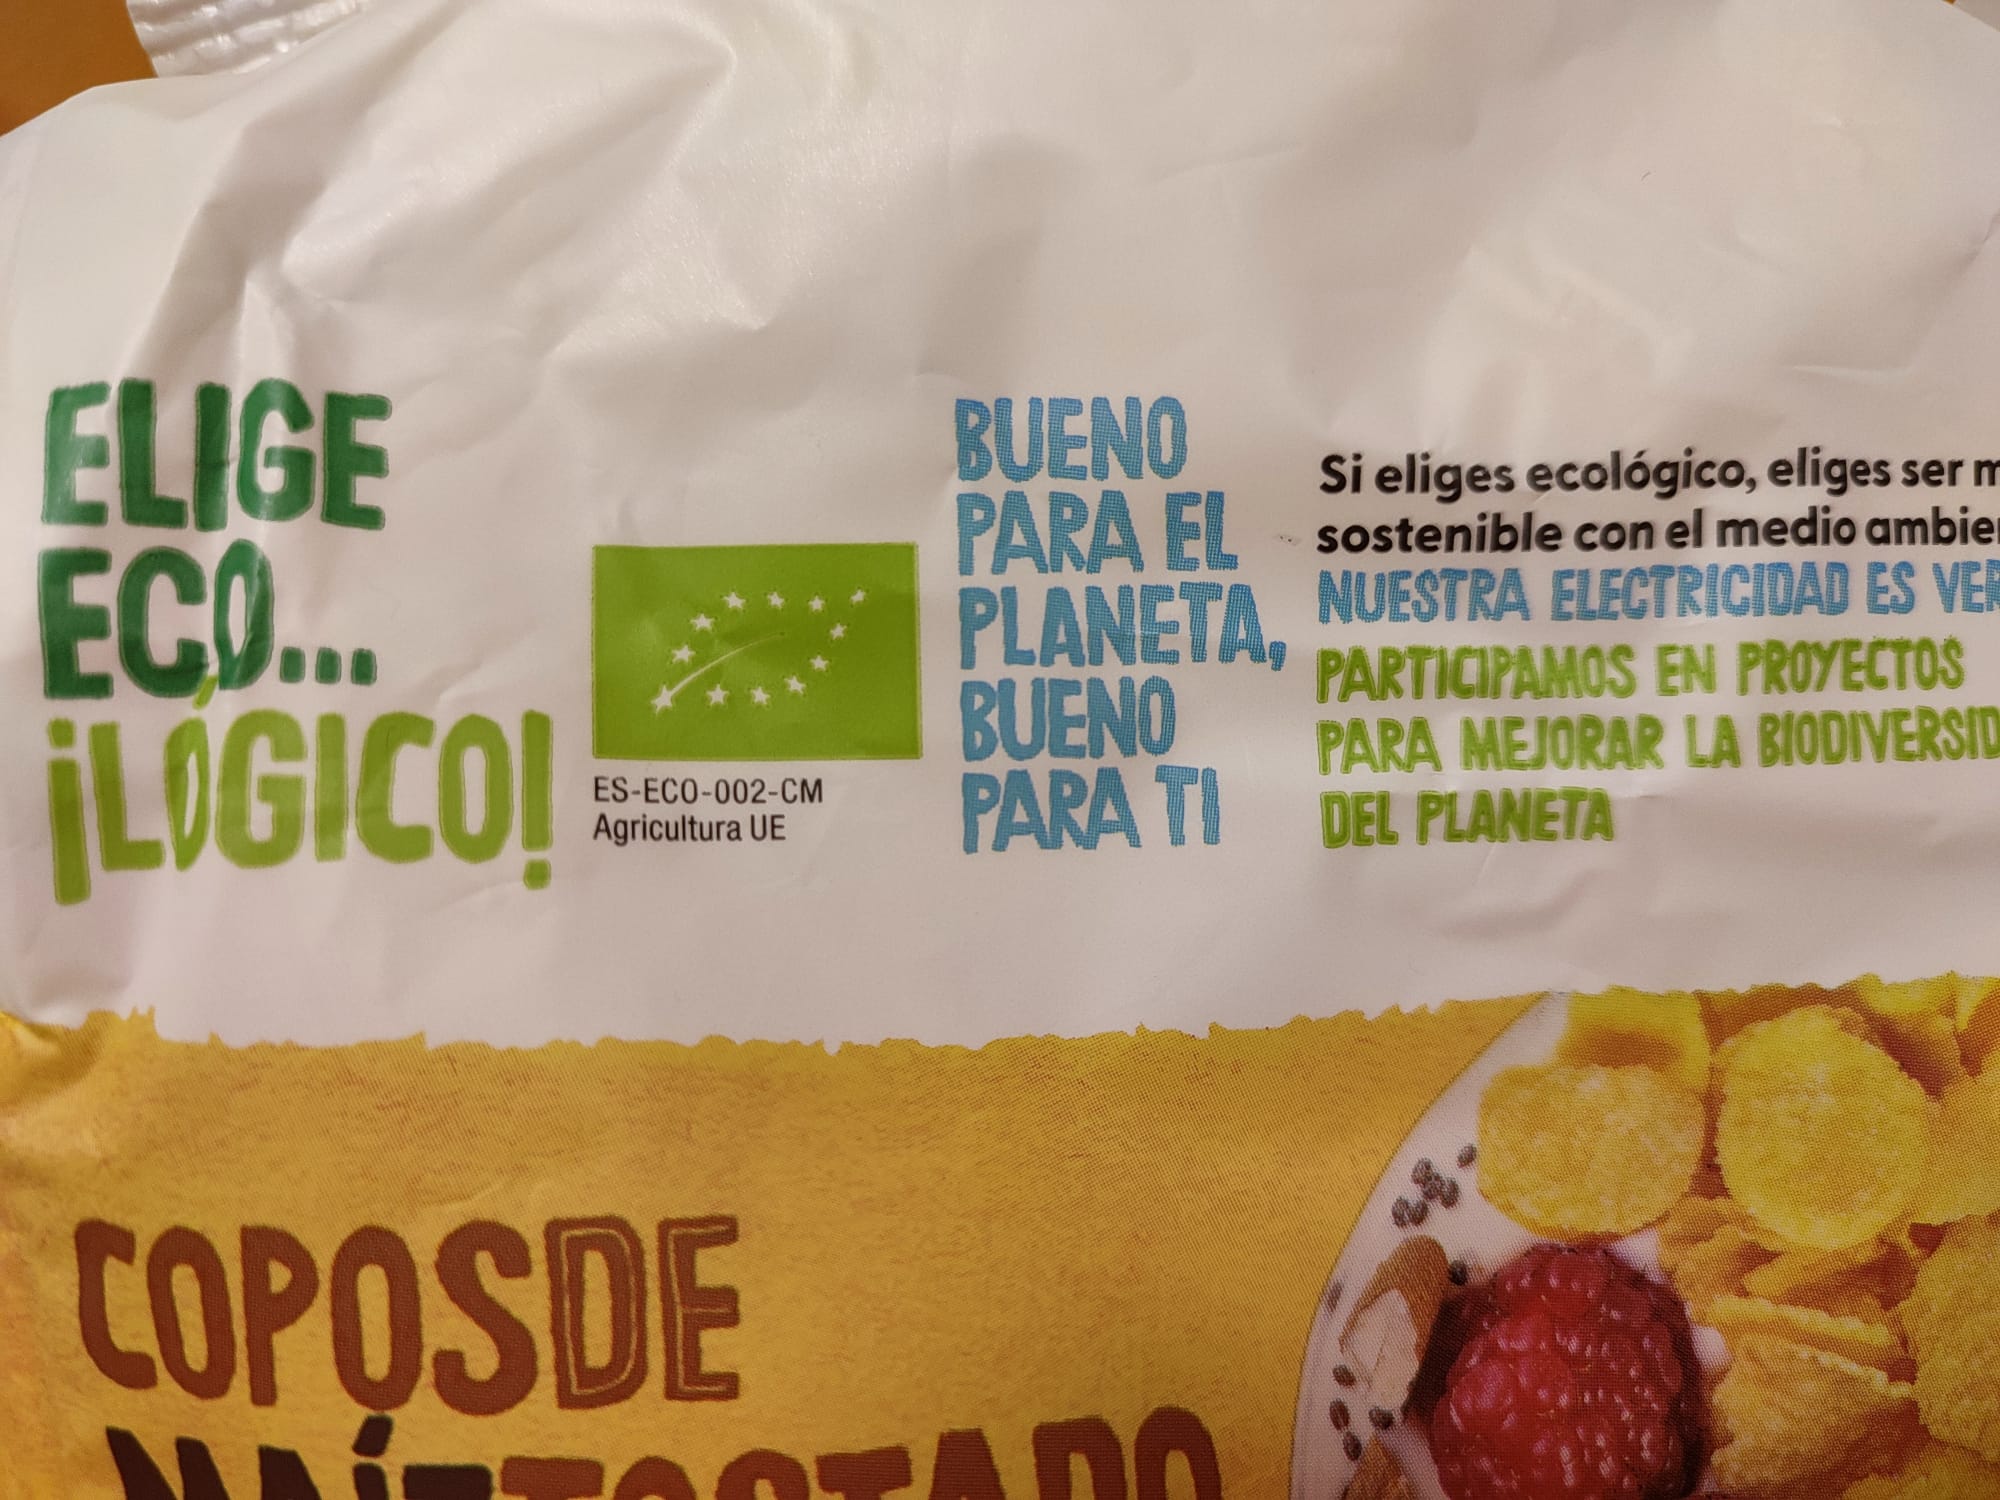 ELIGE
ECO...
¡LÓGICO!
ES-ECO-002-CM
Agricultura UE
BUENO
PARA EL
PLANETA,
BUENO
PARA TI
Si eliges ecológico, eliges ser
sostenible con el medio
NUESTRA ELECTRICIDAD ES
PARTICIPAMOS EN PROYECTOS
PARA MEJORAR LA
DEL PLANETA
COPOS DE
MAÍZ TOSTADO